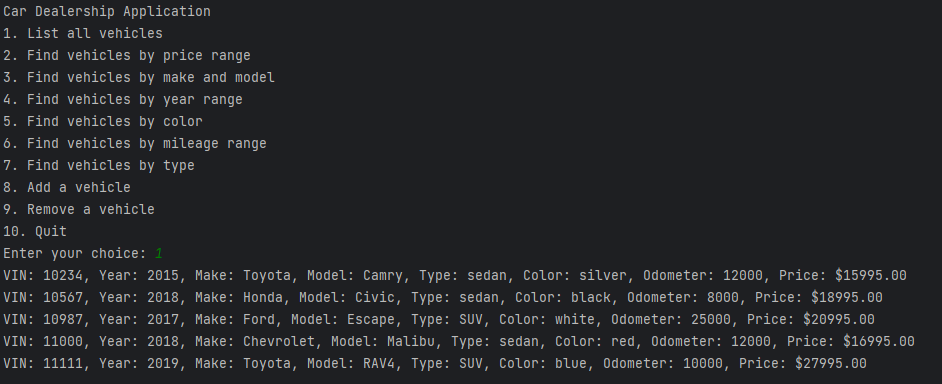 Car Dealership Application
1. List all vehicles
2. Find vehicles by price range
3. Find vehicles by make and model
4. Find vehicles by year range
5. Find vehicles by color
6. Find vehicles by mileage range
7. Find vehicles by type
8. Add a vehicle
9. Remove a vehicle
10. Quit
Enter your choice: 1
VIN: 10234, Year: 2015, Make: Toyota, Model: Camry, Type: sedan, Color: silver, Odometer: 12000, Price: $15995.00
VIN: 10567, Year: 2018, Make: Honda, Model: Civic, Type: sedan, Color: black, Odometer: 8000, Price: $18995.00
VIN: 10987, Year: 2017, Make: Ford, Model: Escape, Type: SUV, Color: white, Odometer: 25000, Price: $20995.00
VIN: 11000, Year: 2018, Make: Chevrolet, Model: Malibu, Type: sedan, Color: red, Odometer: 12000, Price: $16995.00
VIN: 11111, Year: 2019, Make: Toyota, Model: RAV4, Type: SUV, Color: blue, Odometer: 10000, Price: $27995.00